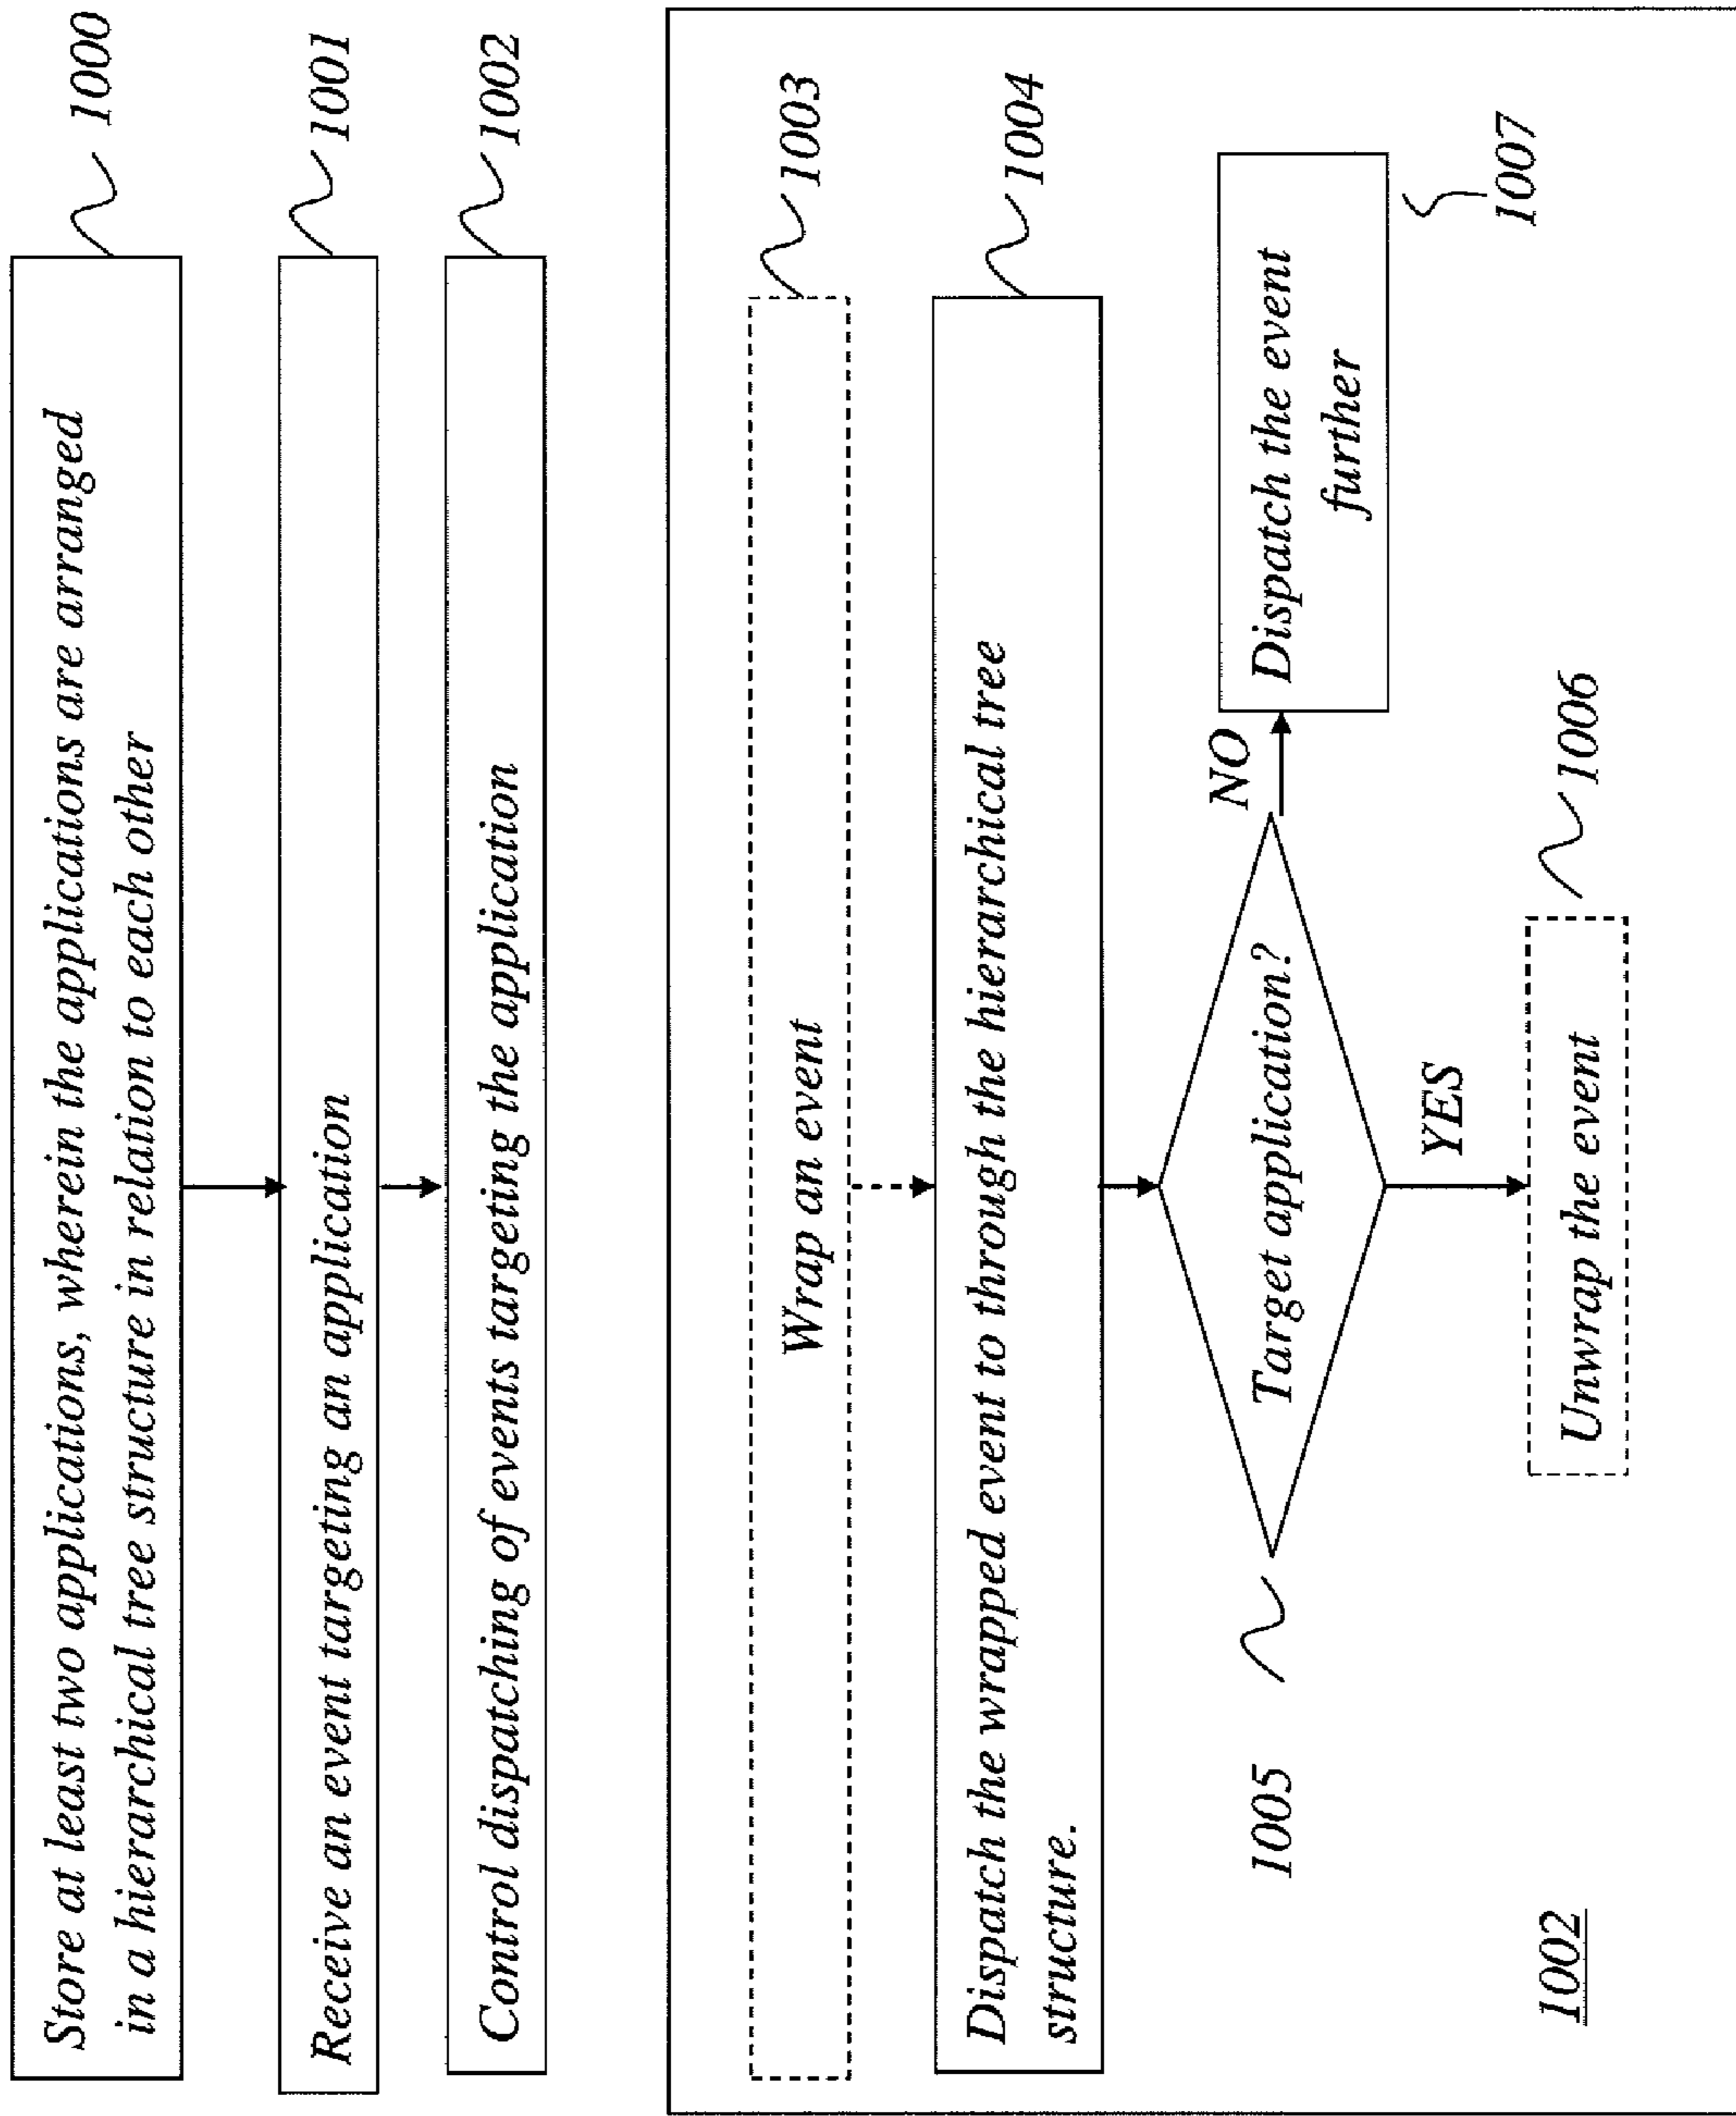 Store at least two applications, wherein the applications are arranged
in a hierarchical tree structure in relation to each other
1000
Receive an event targeting an application
1001
Control dispatching of events targeting the application
1002
Wrap an event
1003
Dispatch the wrapped event to through the hierarchical tree
structure.
1004
1005
Target application?
NO
Dispatch the event
further
1007
YES
Unwrap the event
1006
1002